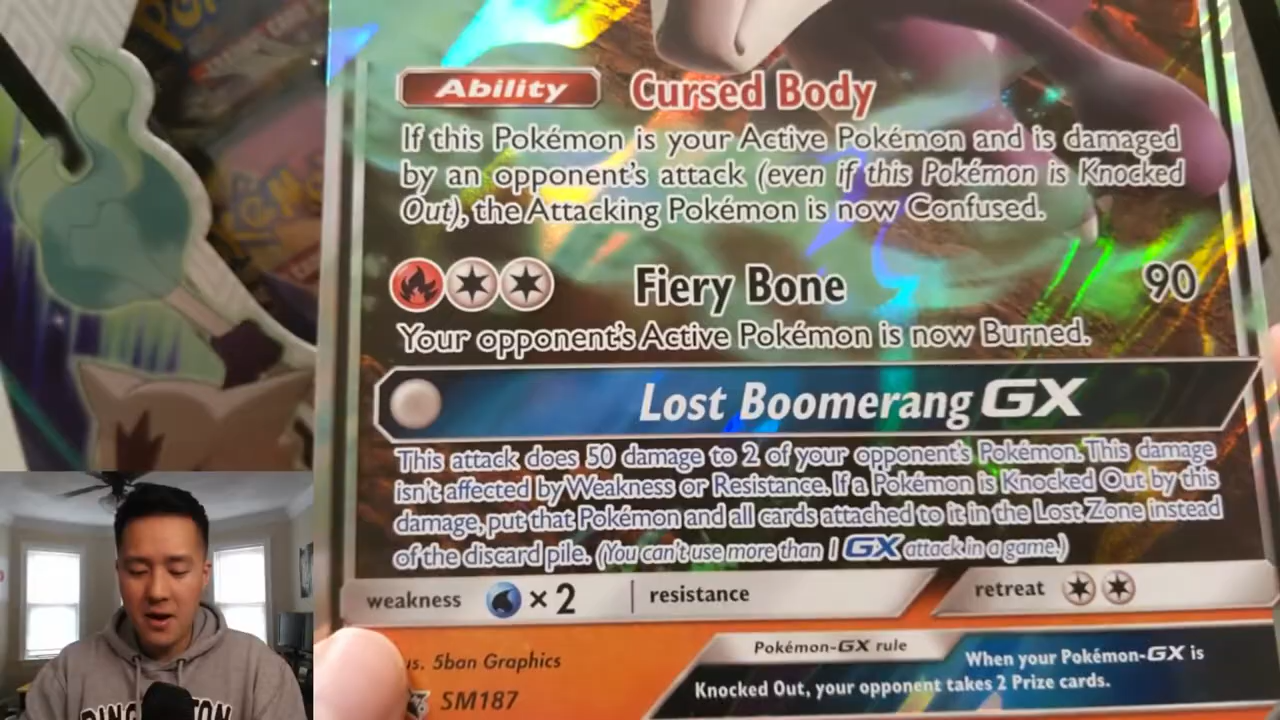 Ability Cursed Body
If this Pokémon is your Active Pokémon and is damaged
by an opponent's attack (even if this Pokémon is Knocked
Out), the Attacking Pokémon is now Confused.
Fiery Bone 90
Your opponent's Active Pokémon is now Burned.
Lost Boomerang GX
This attack does 50 damage to 2 of your opponent's Pokémon. This damage
isn't affected by Weakness or Resistance. If a Pokémon is Knocked Out by this
damage, put that Pokémon and all cards attached to it in the Lost Zone instead
of the discard pile. (You can't use more than 1 GX attack in a game.)
weakness ×2 resistance retreat
us. 5ban Graphics
SM187
Pokémon-GX rule
When your Pokémon-GX is
Knocked Out, your opponent takes 2 Prize cards.